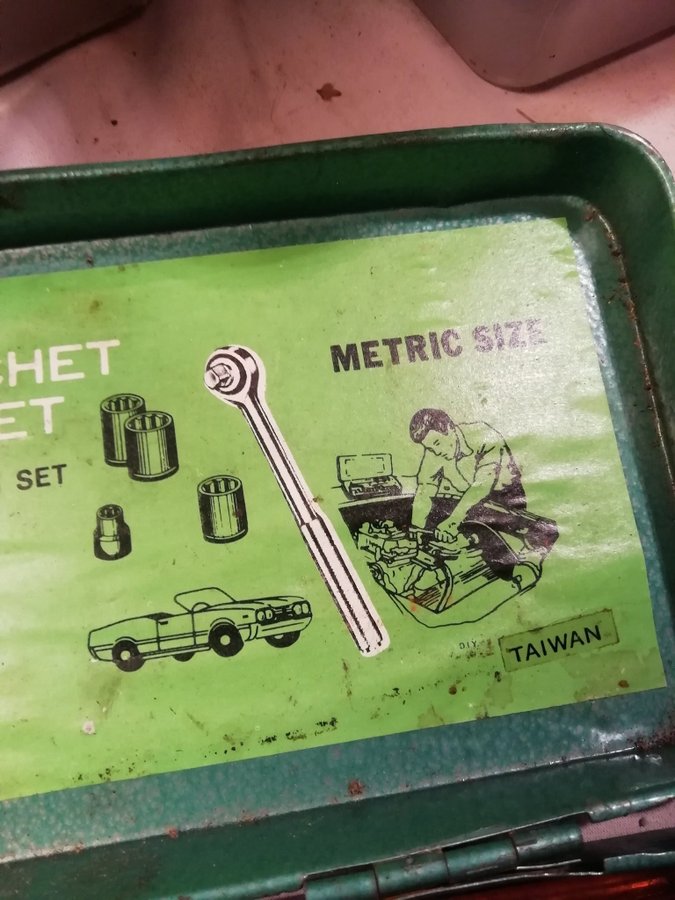 CHET
ET
SET
METRIC SIZE
D.I.Y.
TAIWAN